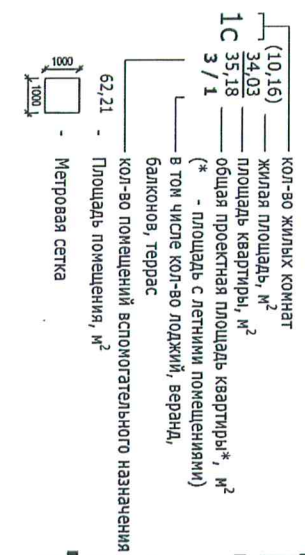 кол-во жилых комнат
(10,16) жилая площадь, м²
34,03 площадь квартиры, м²
1С 35,18 общая проектная площадь квартиры*, м²
(* - площадь с летними помещениями)
3 / 1 в том числе кол-во лоджий, веранд,
балконов, террас
кол-во помещений вспомогательного назначения
62,21 - Площадь помещения, м²
1000 1000 - Метровая сетка